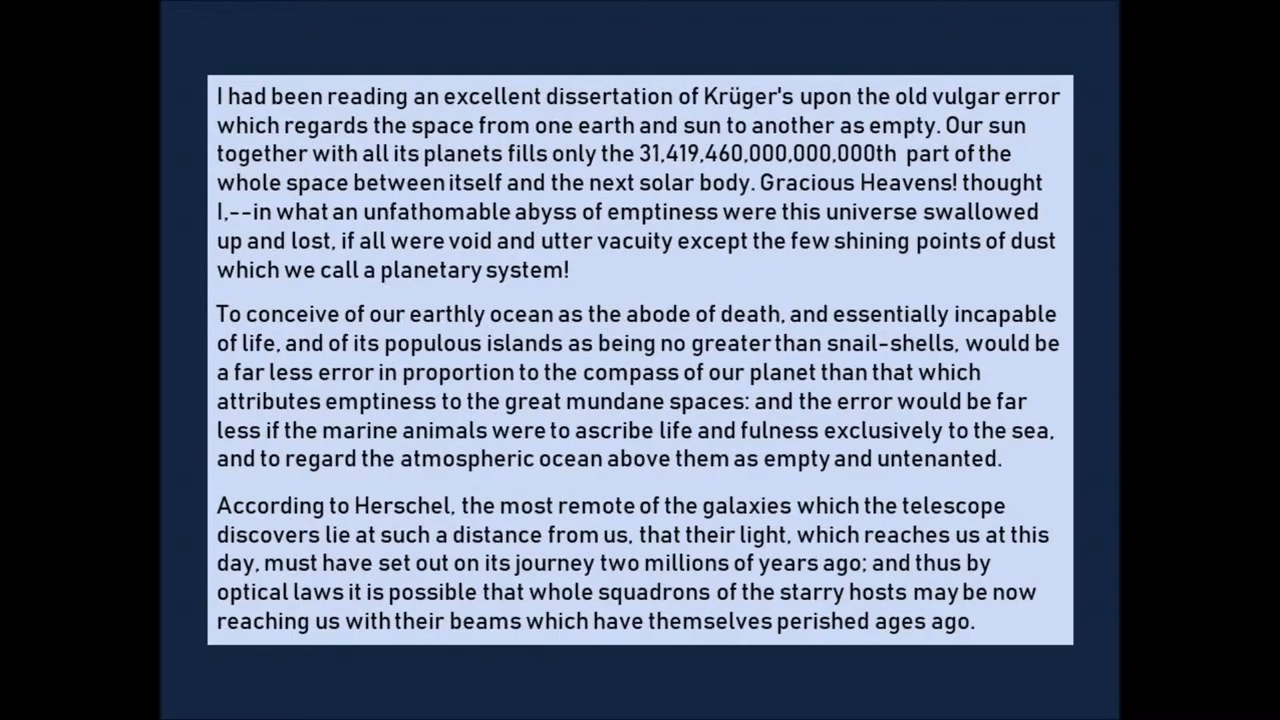 I had been reading an excellent dissertation of Krüger's upon the old vulgar error
which regards the space from one earth and sun to another as empty. Our sun
together with all its planets fills only the 31,419,460,000,000,000th part of the
whole space between itself and the next solar body. Gracious Heavens! thought
I,--in what an unfathomable abyss of emptiness were this universe swallowed
up and lost, if all were void and utter vacuity except the few shining points of dust
which we call a planetary system!
To conceive of our earthly ocean as the abode of death, and essentially incapable
of life, and of its populous islands as being no greater than snail-shells, would be
a far less error in proportion to the compass of our planet than that which
attributes emptiness to the great mundane spaces: and the error would be far
less if the marine animals were to ascribe life and fulness exclusively to the sea,
and to regard the atmospheric ocean above them as empty and untenanted.
According to Herschel, the most remote of the galaxies which the telescope
discovers lie at such a distance from us, that their light, which reaches us at this
day, must have set out on its journey two millions of years ago; and thus by
optical laws it is possible that whole squadrons of the starry hosts may be now
reaching us with their beams which have themselves perished ages ago.